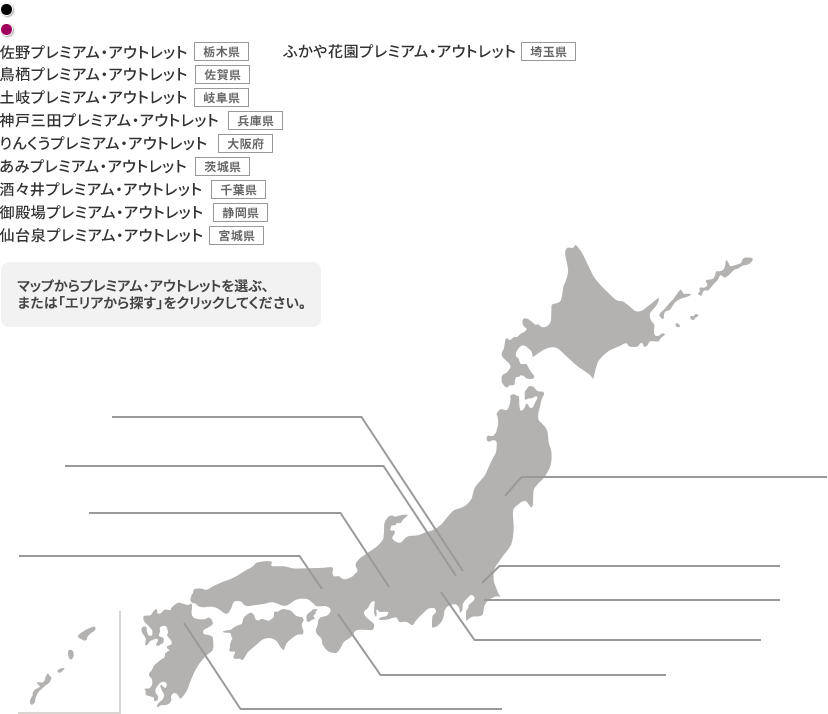 佐野プレミアム・アウトレット 栃木県 ふかや花園プレミアム・アウトレット 埼玉県
鳥栖プレミアム・アウトレット 佐賀県
土岐プレミアム・アウトレット 岐阜県
神戸三田プレミアム・アウトレット 兵庫県
りんくうプレミアム・アウトレット 大阪府
あみプレミアム・アウトレット 茨城県
酒々井プレミアム・アウトレット 千葉県
御殿場プレミアム・アウトレット 静岡県
仙台泉プレミアム・アウトレット 宮城県
マップからプレミアム・アウトレットを選ぶ、
または「エリアから探す」をクリックしてください。